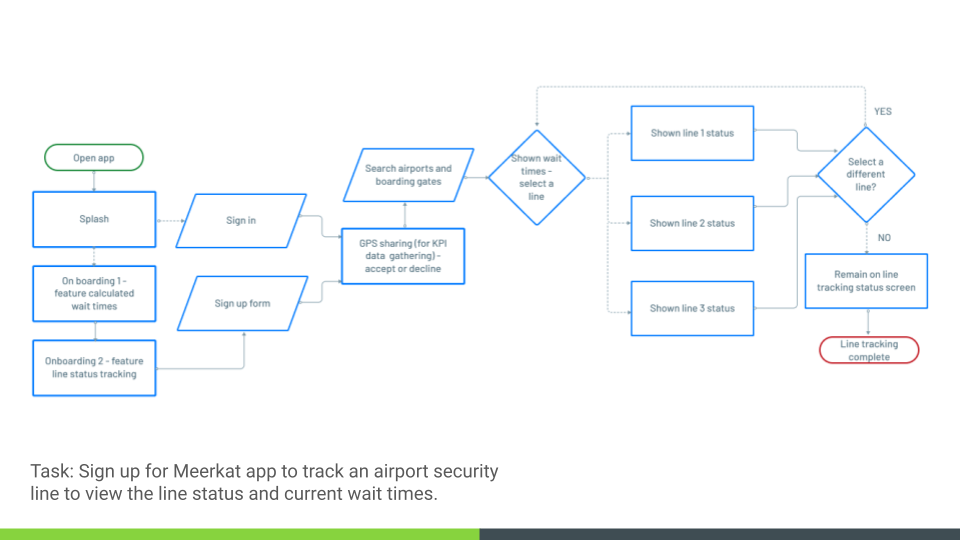 Open app
Splash
On boarding 1 -
feature calculated
wait times
Onboarding 2 - feature
line status tracking
Sign in
Sign up form
GPS sharing (for KPI
data gathering) -
accept or decline
Search airports and
boarding gates
Shown wait
times -
select a
line
Shown line 1 status
Shown line 2 status
Shown line 3 status
YES
Select a
different
line?
NO
Remain on line
tracking status screen
Line tracking
complete
Task: Sign up for Meerkat app to track an airport security
line to view the line status and current wait times.